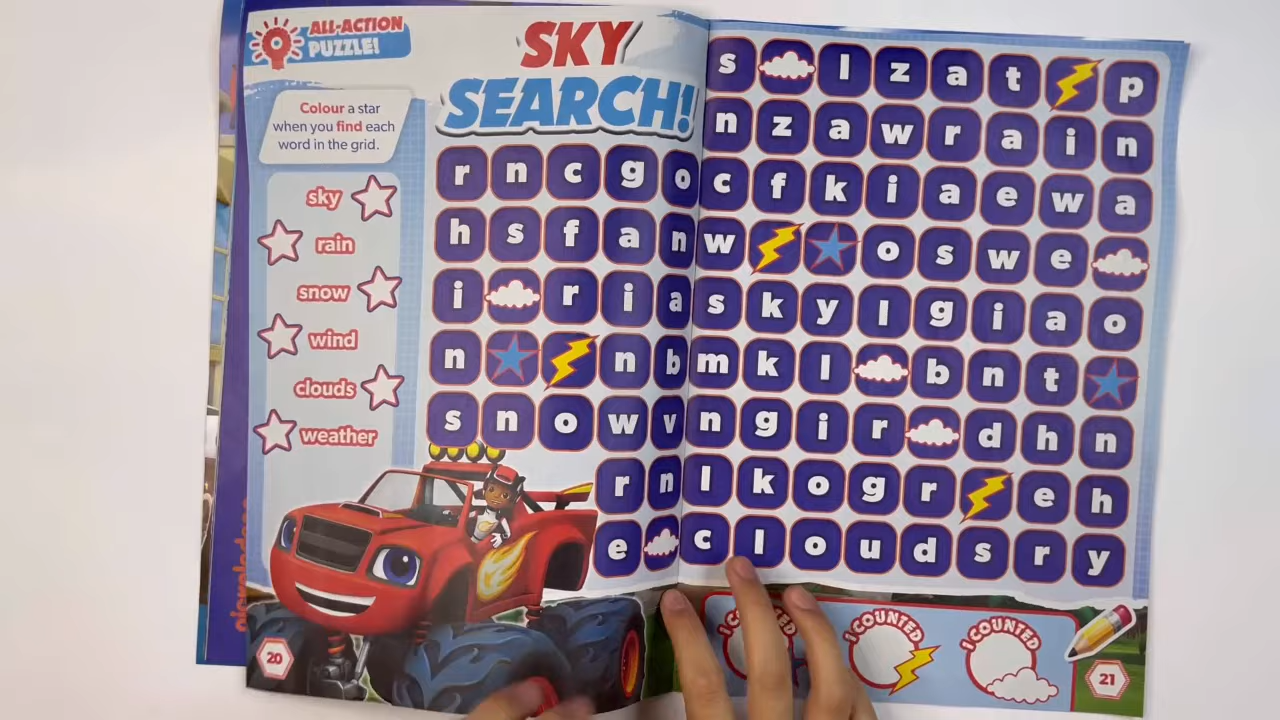 ALL-ACTION
PUZZLE!
SKY
SEARCH!
Colour a star
when you find each
word in the grid.
sky
rain
snow
wind
clouds
weather
s l z a t p
n z a w r a i n
r n c g o c f k i a e w a
h s f a n w o s w e
i r i a s k y l g i a o
n n b m k l b n t
s n o w v n g i r d h n
r n l k o g r e h
e c l o u d s r y
I COUNTED
I COUNTED
I COUNTED
20
21
nickelodeon